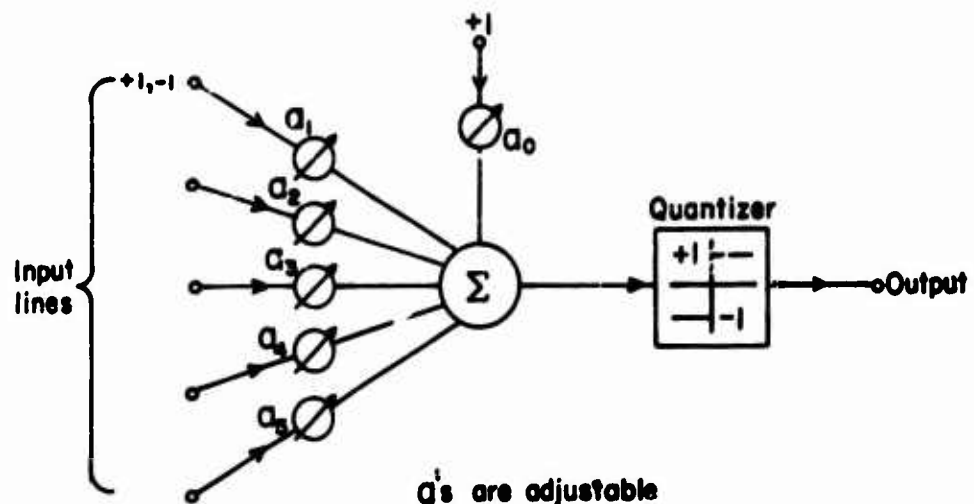 +1
+1,-1
a₁
a₀
a₂
Quantizer
+1
a₃
Input
lines
Σ
Output
-1
a₄
a₅
a's are adjustable